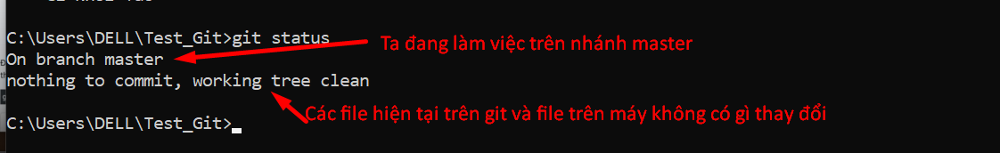 C:\Users\DELL\Test_Git>git status
Ta đang làm việc trên nhánh master
On branch master
nothing to commit, working tree clean
Các file hiện tại trên git và file trên máy không có gì thay đổi
C:\Users\DELL\Test_Git>